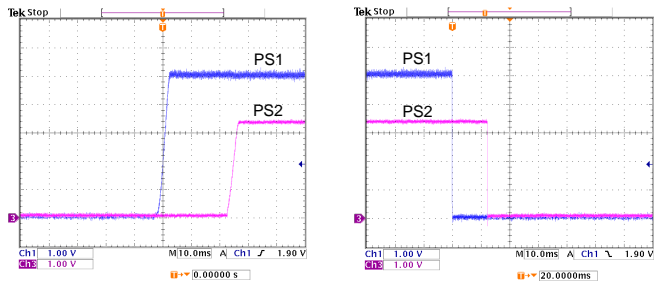 Tek Stop
T
T
PS1
PS2
3
Ch1 1.00 V M 10.0ms A Ch1 1.90 V
Ch3 1.00 V
T 0.00000 s
Tek Stop
T
T
PS1
PS2
3
Ch1 1.00 V M 10.0ms A Ch1 1.90 V
Ch3 1.00 V
T 20.0000ms